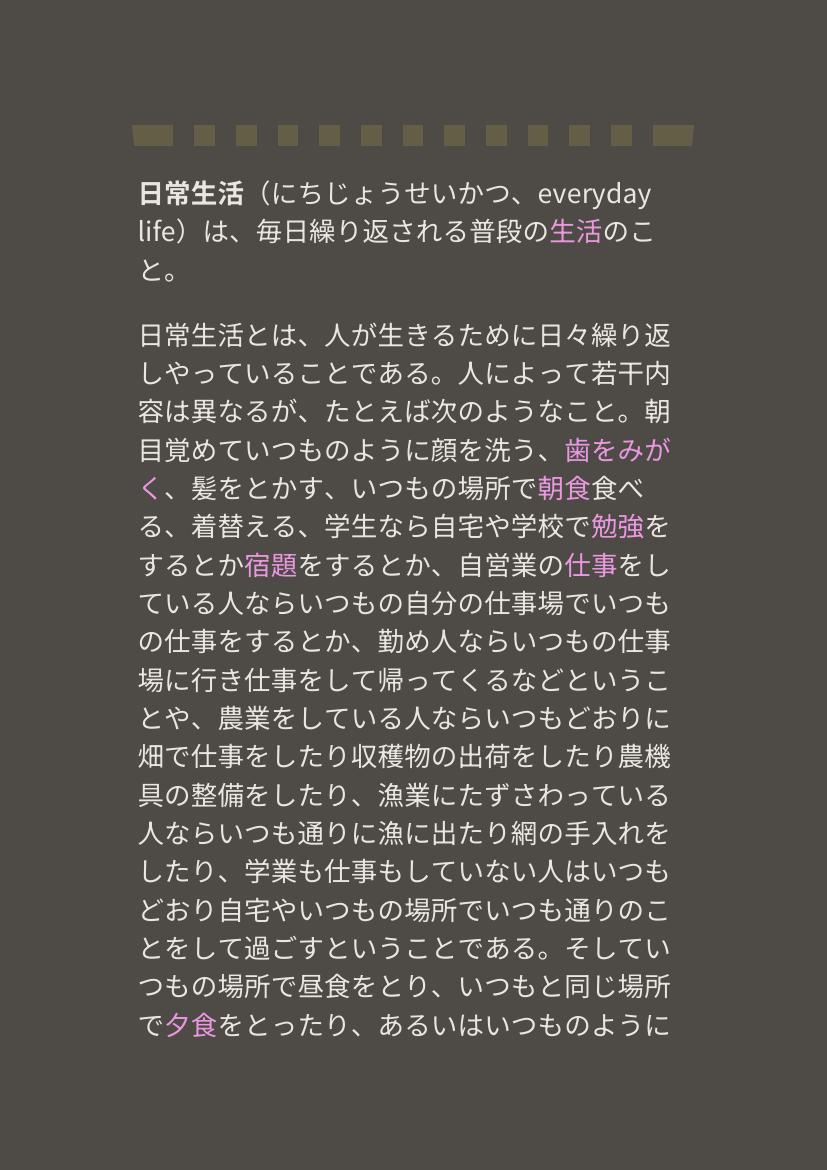 日常生活（にちじょうせいかつ、everyday
life）は、毎日繰り返される普段の生活のこ
と。
日常生活とは、人が生きるために日々繰り返
しやっていることである。人によって若干内
容は異なるが、たとえば次のようなこと。朝
目覚めていつものように顔を洗う、歯をみが
く、髪をとかす、いつもの場所で朝食食べ
る、着替える、学生なら自宅や学校で勉強を
するとか宿題をするとか、自営業の仕事をし
ている人ならいつもの自分の仕事場でいつも
の仕事をするとか、勤め人ならいつもの仕事
場に行き仕事をして帰ってくるなどというこ
とや、農業をしている人ならいつもどおりに
畑で仕事をしたり収穫物の出荷をしたり農機
具の整備をしたり、漁業にたずさわっている
人ならいつも通りに漁に出たり網の手入れを
したり、学業も仕事もしていない人はいつも
どおり自宅やいつもの場所でいつも通りのこ
とをして過ごすということである。そしてい
つもの場所で昼食をとり、いつもと同じ場所
で夕食をとったり、あるいはいつものように